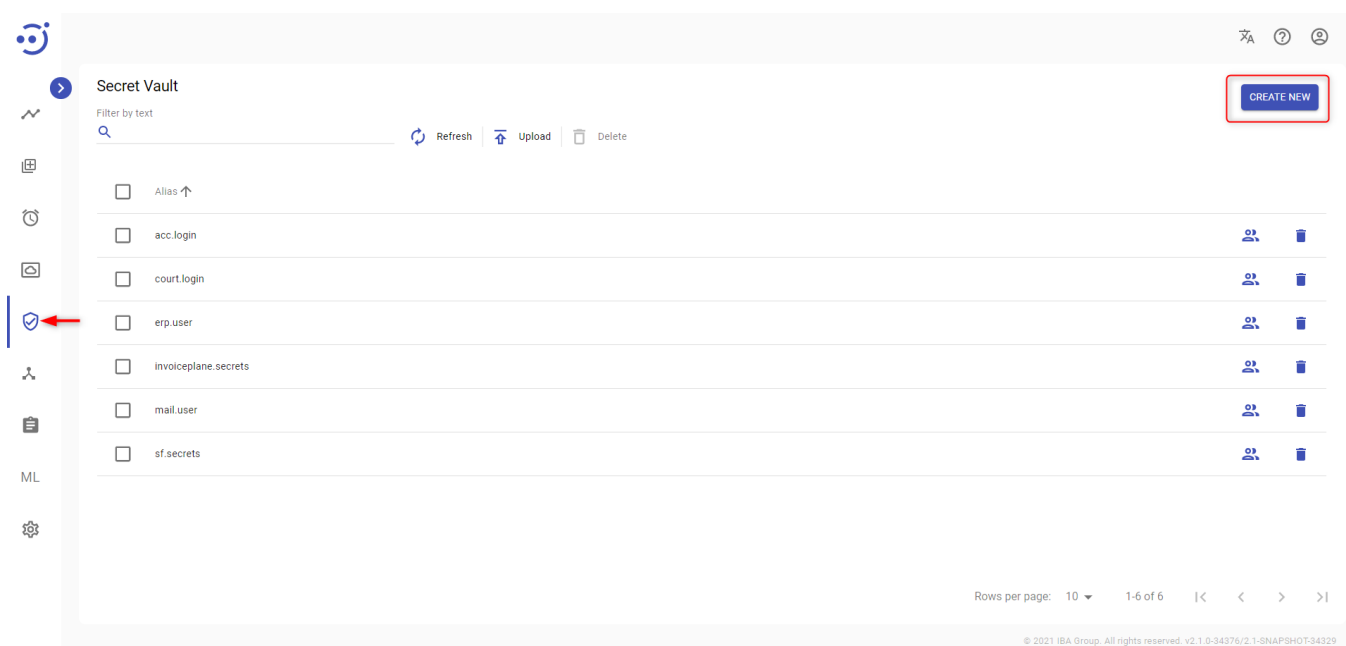 Secret Vault
CREATE NEW
Filter by text
Refresh Upload Delete
Alias
acc.login
court.login
erp.user
invoiceplane.secrets
mail.user
sf.secrets
ML
Rows per page: 10 1-6 of 6
© 2021 IBA Group. All rights reserved. v2.1.0-34376/2.1-SNAPSHOT-34329